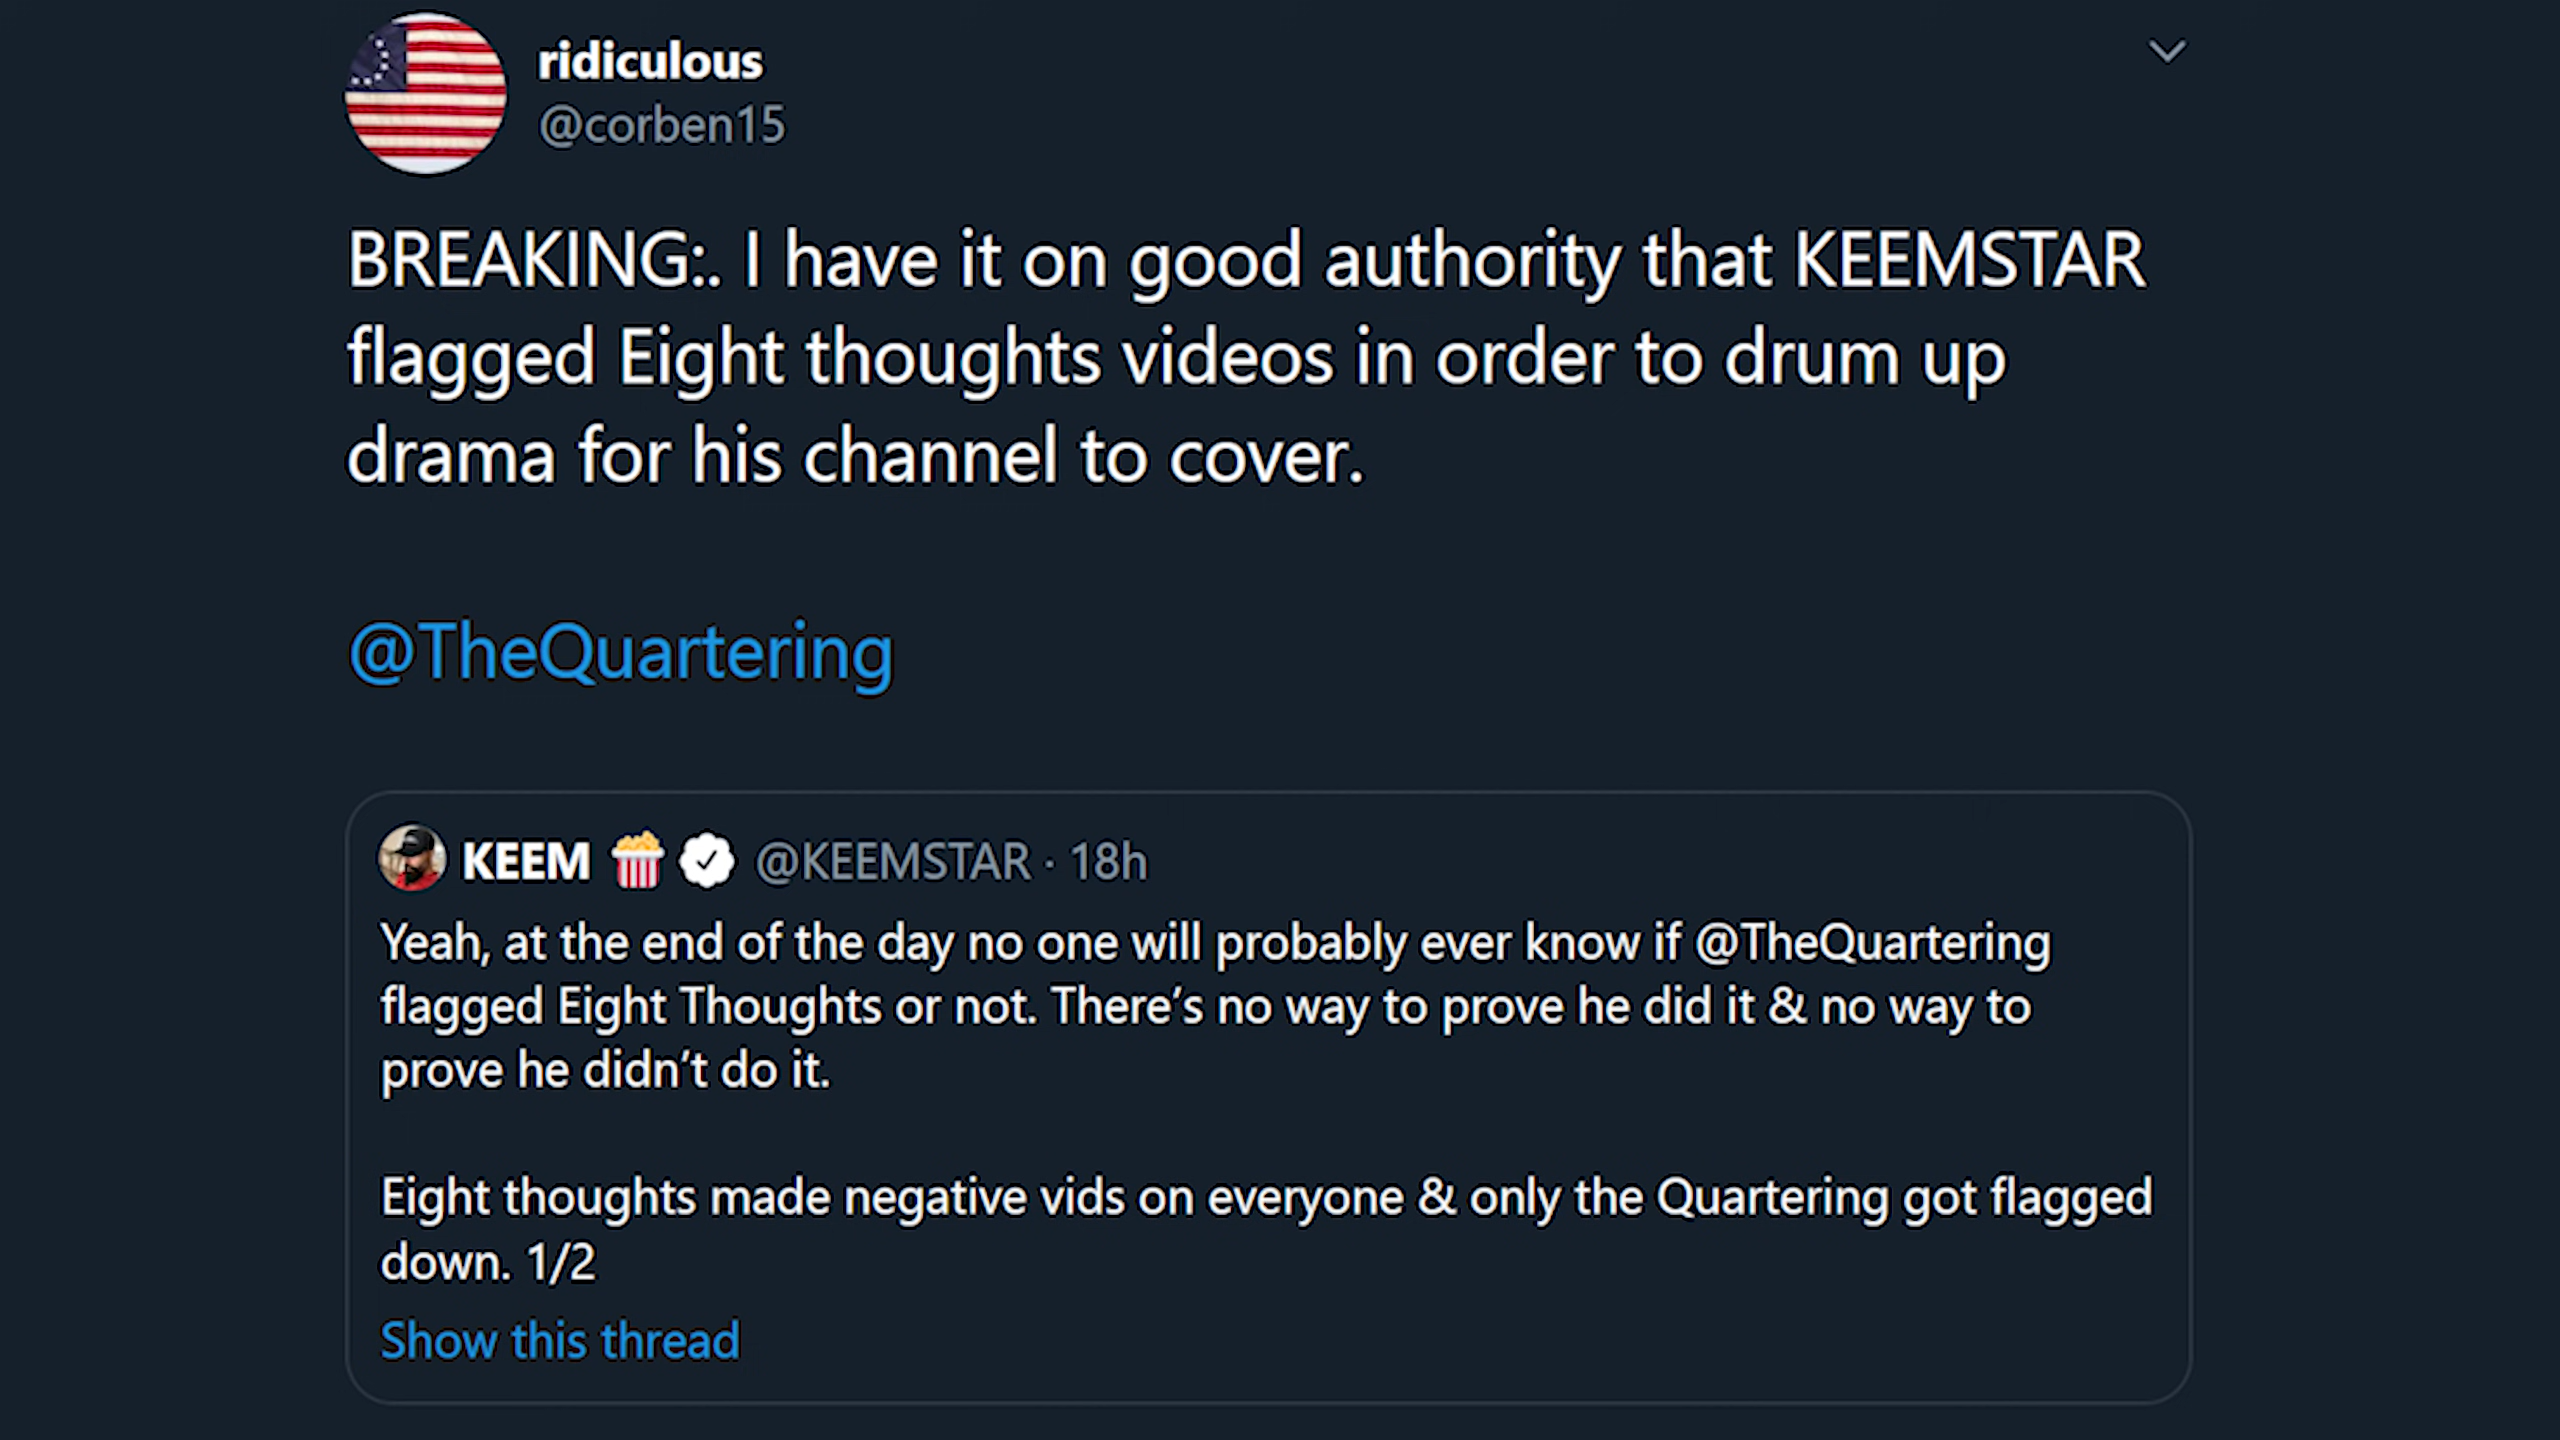 ridiculous
@corben15
BREAKING:. I have it on good authority that KEEMSTAR
flagged Eight thoughts videos in order to drum up
drama for his channel to cover.
@TheQuartering
KEEM 🍿 @KEEMSTAR · 18h
Yeah, at the end of the day no one will probably ever know if @TheQuartering
flagged Eight Thoughts or not. There’s no way to prove he did it & no way to
prove he didn’t do it.
Eight thoughts made negative vids on everyone & only the Quartering got flagged
down. 1/2
Show this thread